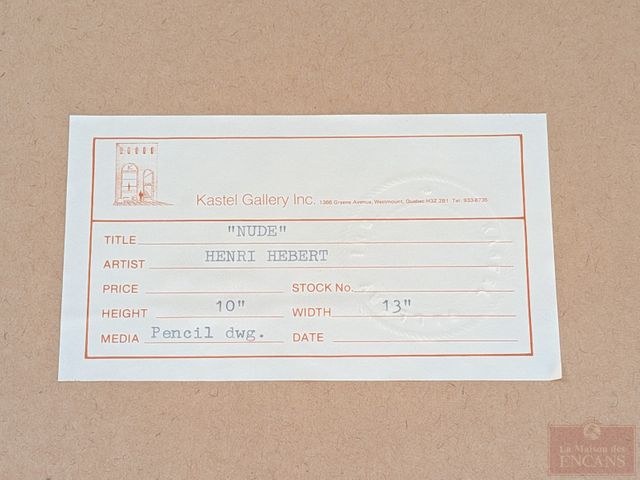 Kastel Gallery Inc. 1366 Greene Avenue, Westmount, Quebec H3Z 2B1 Tel: 933-8735
TITLE "NUDE"
ARTIST HENRI HEBERT
PRICE STOCK No.
HEIGHT 10" WIDTH 13"
MEDIA Pencil dwg. DATE
La Maison des
ENCANS